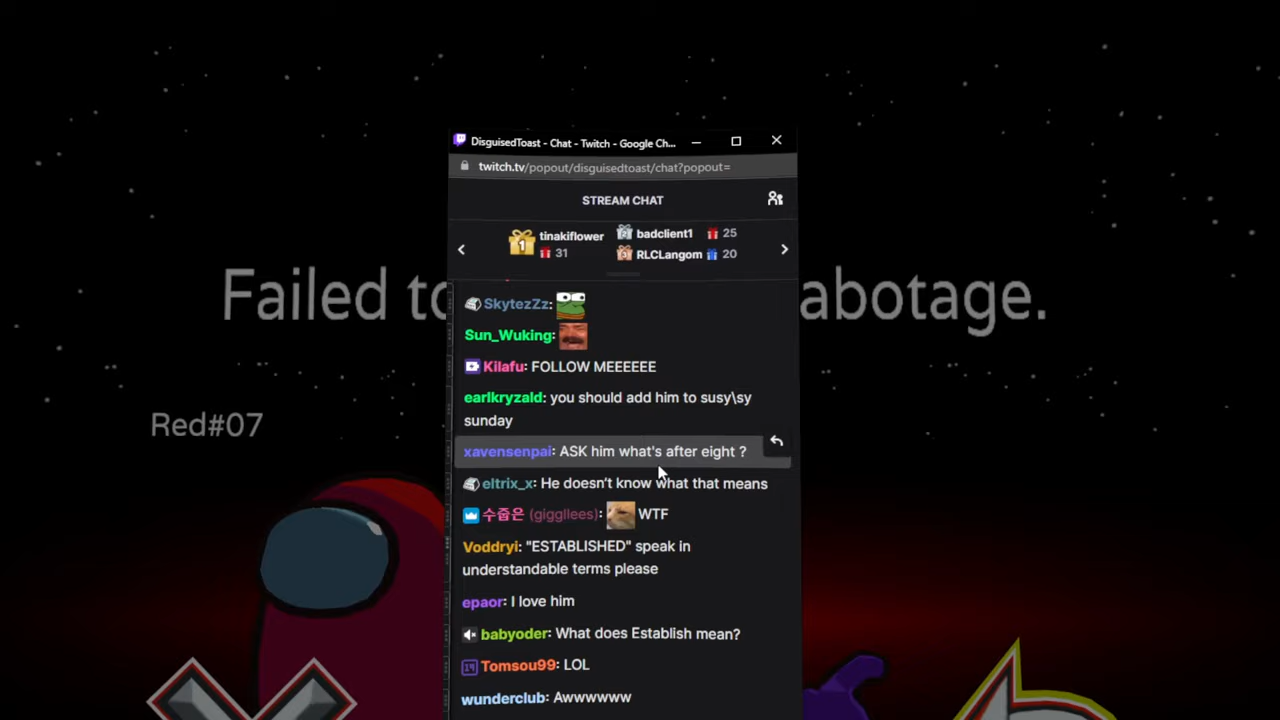 DisguisedToast - Chat - Twitch - Google Ch...
twitch.tv/popout/disguisedtoast/chat?popout=
STREAM CHAT
1 tinakiflower 31
badclient1 25
RLCLangom 20
SkytezZz:
Failed to abotage.
Sun_Wuking:
Kilafu: FOLLOW MEEEEEE
earlkryzald: you should add him to susy\sy
sunday
Red#07
xavensenpai: ASK him what's after eight ?
eltrix_x: He doesn't know what that means
수줍은 (giggllees): WTF
Voddryi: "ESTABLISHED" speak in
understandable terms please
epaor: I love him
babyoder: What does Establish mean?
Tomsou99: LOL
wunderclub: Awwwwww